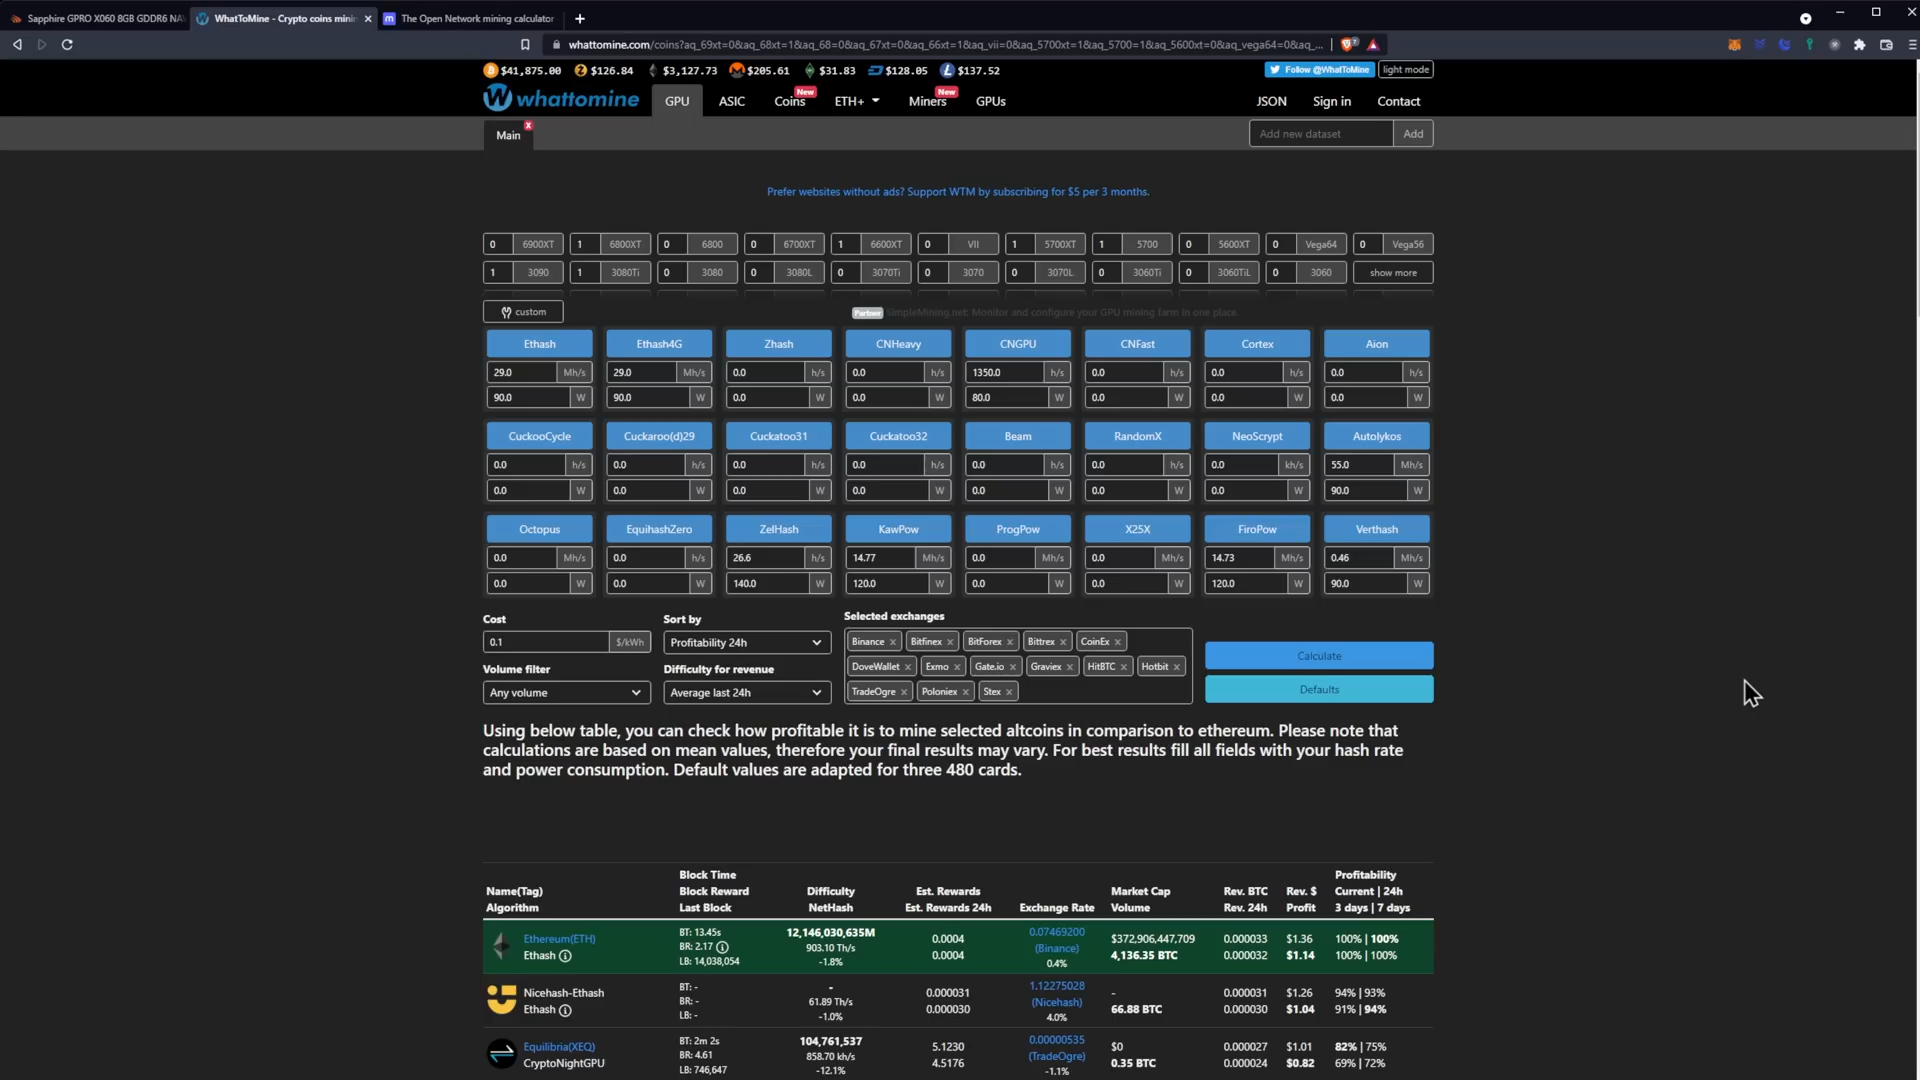 Sapphire GPRO X060 8GB GDDR6 NAV
WhatToMine - Crypto coins minin
The Open Network mining calculator
whattomine.com/coins?aq_69xt=0&aq_68xt=1&aq_68=0&aq_67xt=0&aq_66xt=1&aq_vii=0&aq_5700xt=1&aq_5700=1&aq_5600xt=0&aq_vega64=0&aq_...
$41,875.00 $126.84 $3,127.73 $205.61 $31.83 $128.05 $137.52
Follow @WhatToMine light mode
whattomine GPU ASIC Coins New ETH+ Miners New GPUs JSON Sign in Contact
Main x Add new dataset Add
Prefer websites without ads? Support WTM by subscribing for $5 per 3 months.
0 6900XT 1 6800XT 0 6800 0 6700XT 1 6600XT 0 VII 1 5700XT 1 5700 0 5600XT 0 Vega64 0 Vega56
1 3090 1 3080Ti 0 3080 0 3080L 0 3070Ti 0 3070 0 3070L 0 3060Ti 0 3060TiL 0 3060 show more
custom Partner SimpleMining.net: Monitor and configure your GPU mining farm in one place.
Ethash Ethash4G Zhash CNHeavy CNGPU CNFast Cortex Aion
29.0 Mh/s 29.0 Mh/s 0.0 h/s 0.0 h/s 1350.0 h/s 0.0 h/s 0.0 h/s 0.0 h/s
90.0 W 90.0 W 0.0 W 0.0 W 80.0 W 0.0 W 0.0 W 0.0 W
CuckooCycle Cuckaroo(d)29 Cuckatoo31 Cuckatoo32 Beam RandomX NeoScrypt Autolykos
0.0 h/s 0.0 h/s 0.0 h/s 0.0 h/s 0.0 h/s 0.0 h/s 0.0 kh/s 55.0 Mh/s
0.0 W 0.0 W 0.0 W 0.0 W 0.0 W 0.0 W 0.0 W 90.0 W
Octopus EquihashZero ZelHash KawPow ProgPow X25X FiroPow Verthash
0.0 Mh/s 0.0 h/s 26.6 h/s 14.77 Mh/s 0.0 Mh/s 0.0 Mh/s 14.73 Mh/s 0.46 Mh/s
0.0 W 0.0 W 140.0 W 120.0 W 0.0 W 0.0 W 120.0 W 90.0 W
Cost Sort by Selected exchanges
0.1 $/kWh Profitability 24h Binance × Bitfinex × BitForex × Bittrex × CoinEx × Calculate
Volume filter Difficulty for revenue DoveWallet × Exmo × Gate.io × Graviex × HitBTC × Hotbit ×
Any volume Average last 24h TradeOgre × Poloniex × Stex × Defaults
Using below table, you can check how profitable it is to mine selected altcoins in comparison to ethereum. Please note that
calculations are based on mean values, therefore your final results may vary. For best results fill all fields with your hash rate
and power consumption. Default values are adapted for three 480 cards.
Block Time Profitability
Name(Tag) Block Reward Difficulty Est. Rewards Market Cap Rev. BTC Rev. $ Current | 24h
Algorithm Last Block NetHash Est. Rewards 24h Exchange Rate Volume Rev. 24h Profit 3 days | 7 days
BT: 13.45s 12,146,030,635M 0.07469200
Ethereum(ETH) BR: 2.17 903.10 Th/s 0.0004 (Binance) $372,906,447,709 0.000033 $1.36 100% | 100%
Ethash LB: 14,038,054 -1.8% 0.0004 0.4% 4,136.35 BTC 0.000032 $1.14 100% | 100%
BT: - - 1.12275028
Nicehash-Ethash BR: - 61.89 Th/s 0.000031 (Nicehash) - 0.000031 $1.26 94% | 93%
Ethash LB: - -1.0% 0.000030 4.0% 66.88 BTC 0.000030 $1.04 91% | 94%
BT: 2m 2s 104,761,537 0.00000535
Equilibria(XEQ) BR: 4.61 858.70 kh/s 5.1230 (TradeOgre) $0 0.000027 $1.01 82% | 75%
CryptoNightGPU LB: 746,647 -12.1% 4.5176 -1.1% 0.35 BTC 0.000024 $0.82 69% | 72%